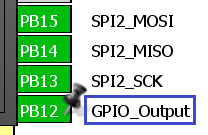 PB15 SPI2_MOSI
PB14 SPI2_MISO
PB13 SPI2_SCK
PB12 GPIO_Output